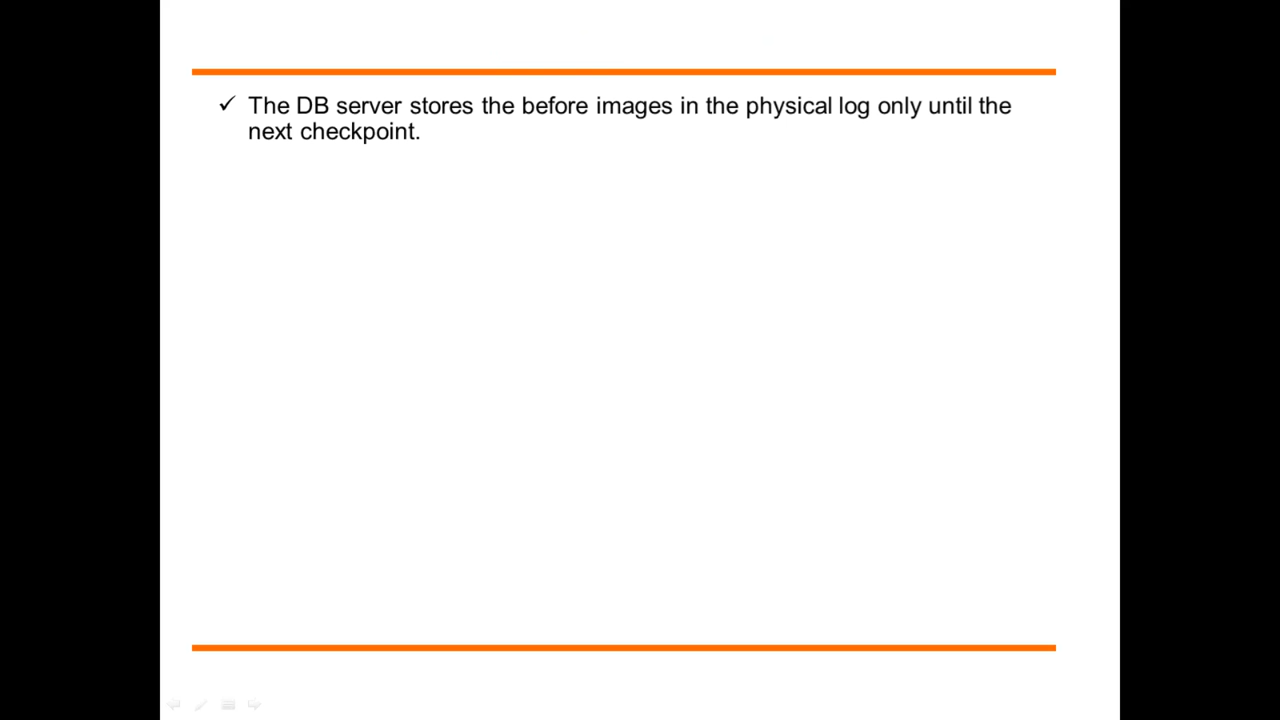 ✓ The DB server stores the before images in the physical log only until the
next checkpoint.